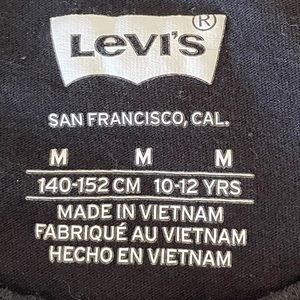 LEVI'S ®
SAN FRANCISCO, CAL.
M M M
140-152 CM 10-12 YRS
MADE IN VIETNAM
FABRIQUÉ AU VIETNAM
HECHO EN VIETNAM